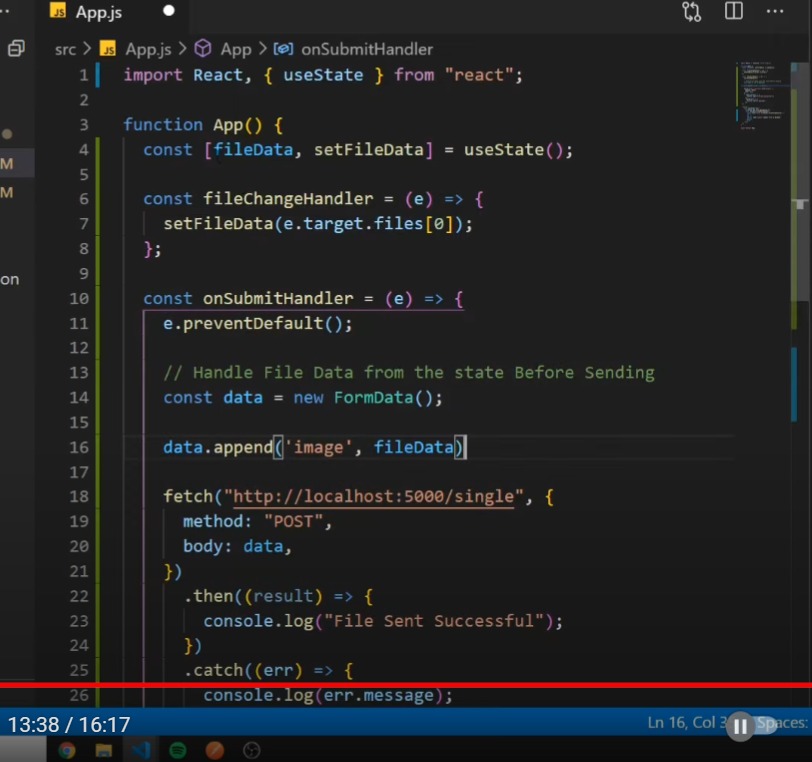 JS App.js
src > JS App.js > App > onSubmitHandler
1 import React, { useState } from "react";
2
3 function App() {
4 const [fileData, setFileData] = useState();
5
6 const fileChangeHandler = (e) => {
7 setFileData(e.target.files[0]);
8 };
9
10 const onSubmitHandler = (e) => {
11 e.preventDefault();
12
13 // Handle File Data from the state Before Sending
14 const data = new FormData();
15
16 data.append('image', fileData)
17
18 fetch("http://localhost:5000/single", {
19 method: "POST",
20 body: data,
21 })
22 .then((result) => {
23 console.log("File Sent Successful");
24 })
25 .catch((err) => {
26 console.log(err.message);
M
M
on
13:38 / 16:17
Ln 16, Col 3 Spaces: